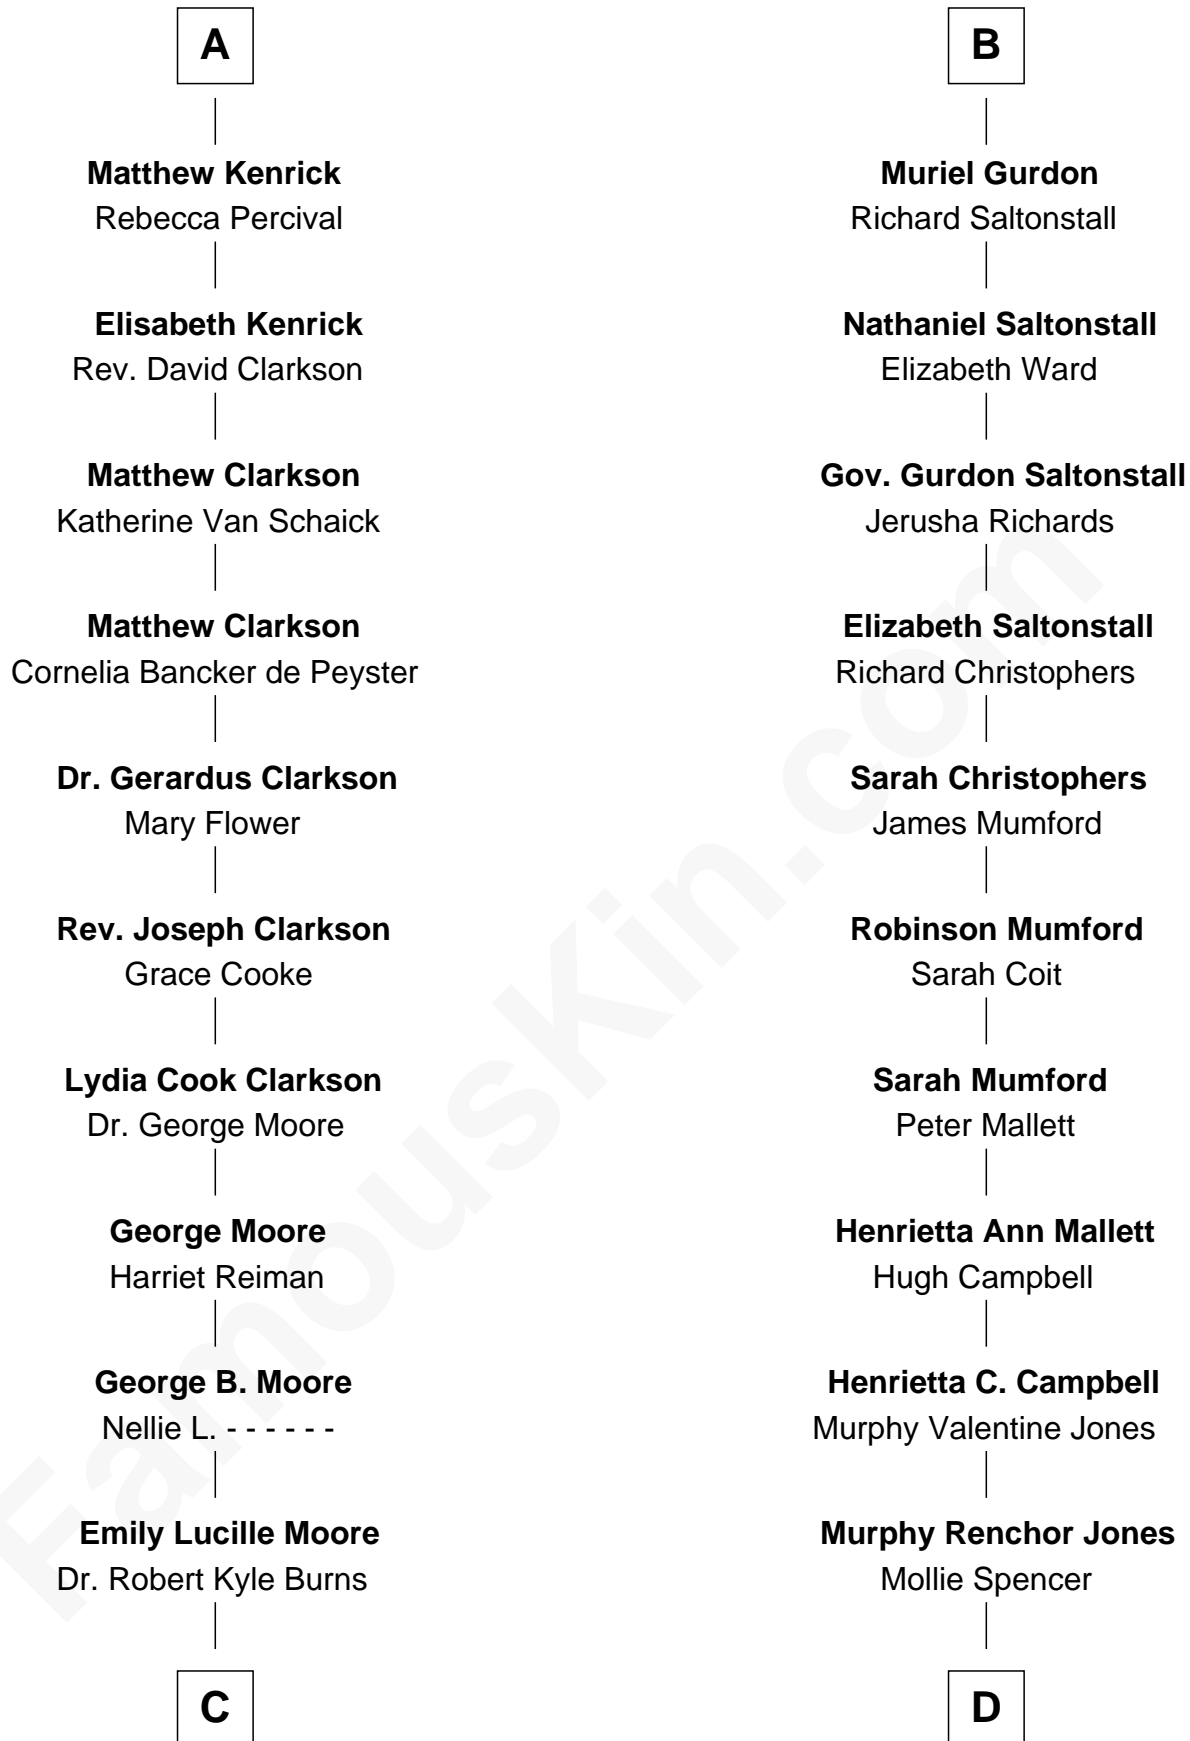 A
Matthew Kenrick
Rebecca Percival
Elisabeth Kenrick
Rev. David Clarkson
Matthew Clarkson
Katherine Van Schaick
Matthew Clarkson
Cornelia Bancker de Peyster
Dr. Gerardus Clarkson
Mary Flower
Rev. Joseph Clarkson
Grace Cooke
Lydia Cook Clarkson
Dr. George Moore
George Moore
Harriet Reiman
George B. Moore
Nellie L. - - - - - -
Emily Lucille Moore
Dr. Robert Kyle Burns
C
B
Muriel Gurdon
Richard Saltonstall
Nathaniel Saltonstall
Elizabeth Ward
Gov. Gurdon Saltonstall
Jerusha Richards
Elizabeth Saltonstall
Richard Christophers
Sarah Christophers
James Mumford
Robinson Mumford
Sarah Coit
Sarah Mumford
Peter Mallett
Henrietta Ann Mallett
Hugh Campbell
Henrietta C. Campbell
Murphy Valentine Jones
Murphy Renchor Jones
Mollie Spencer
D
FamousKin.com